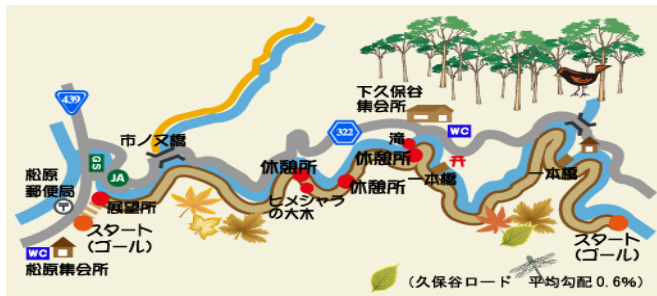 439
市ノ又橋
322
下久保谷
集会所
WC
滝
GS
JA
松原
郵便局
〒
展望所
スタート
(ゴール)
WC
松原集会所
休憩所
ヒメシャラ
の大木
休憩所
休憩所
一本橋
一本橋
スタート
(ゴール)
(久保谷ロード 平均勾配0.6%)